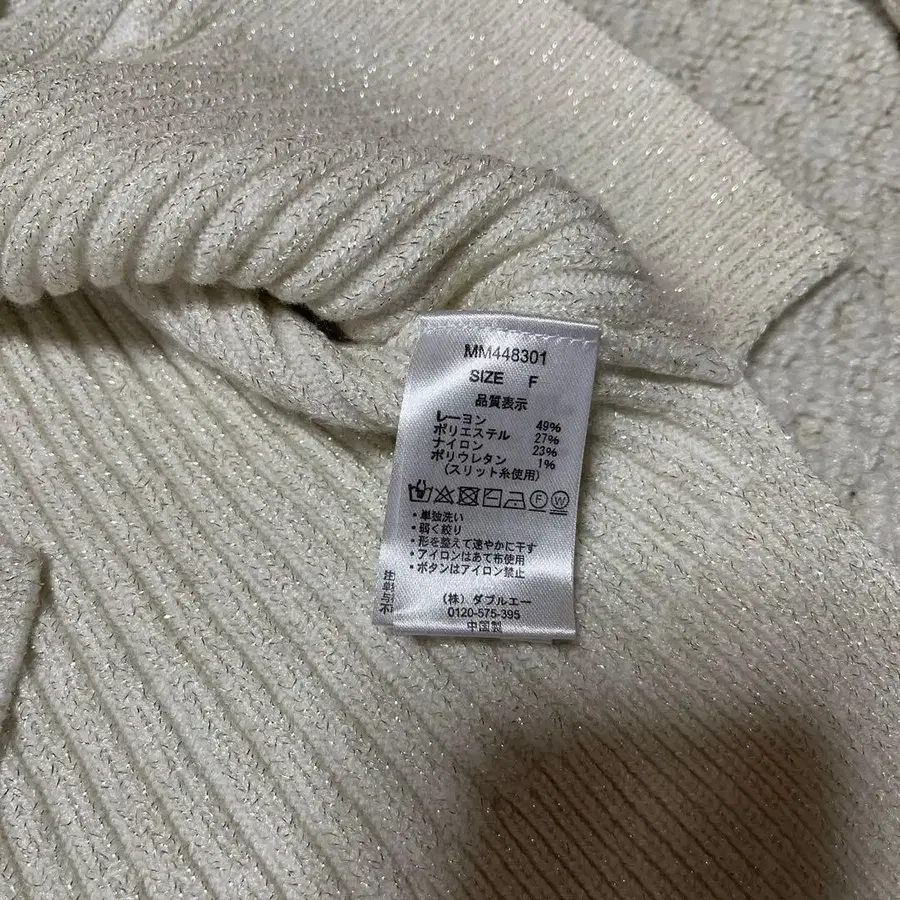 MM448301
SIZE F
品質表示
レーヨン 49%
ポリエステル 27%
ナイロン 23%
ポリウレタン 1%
(スリット糸使用)
F W
・単独洗い
・弱く絞り
・形を整えて速やかに干す
・アイロンはあて布使用
・ボタンはアイロン禁止
(株)ダブルエー
0120-575-395
中国製
注
単
与
不